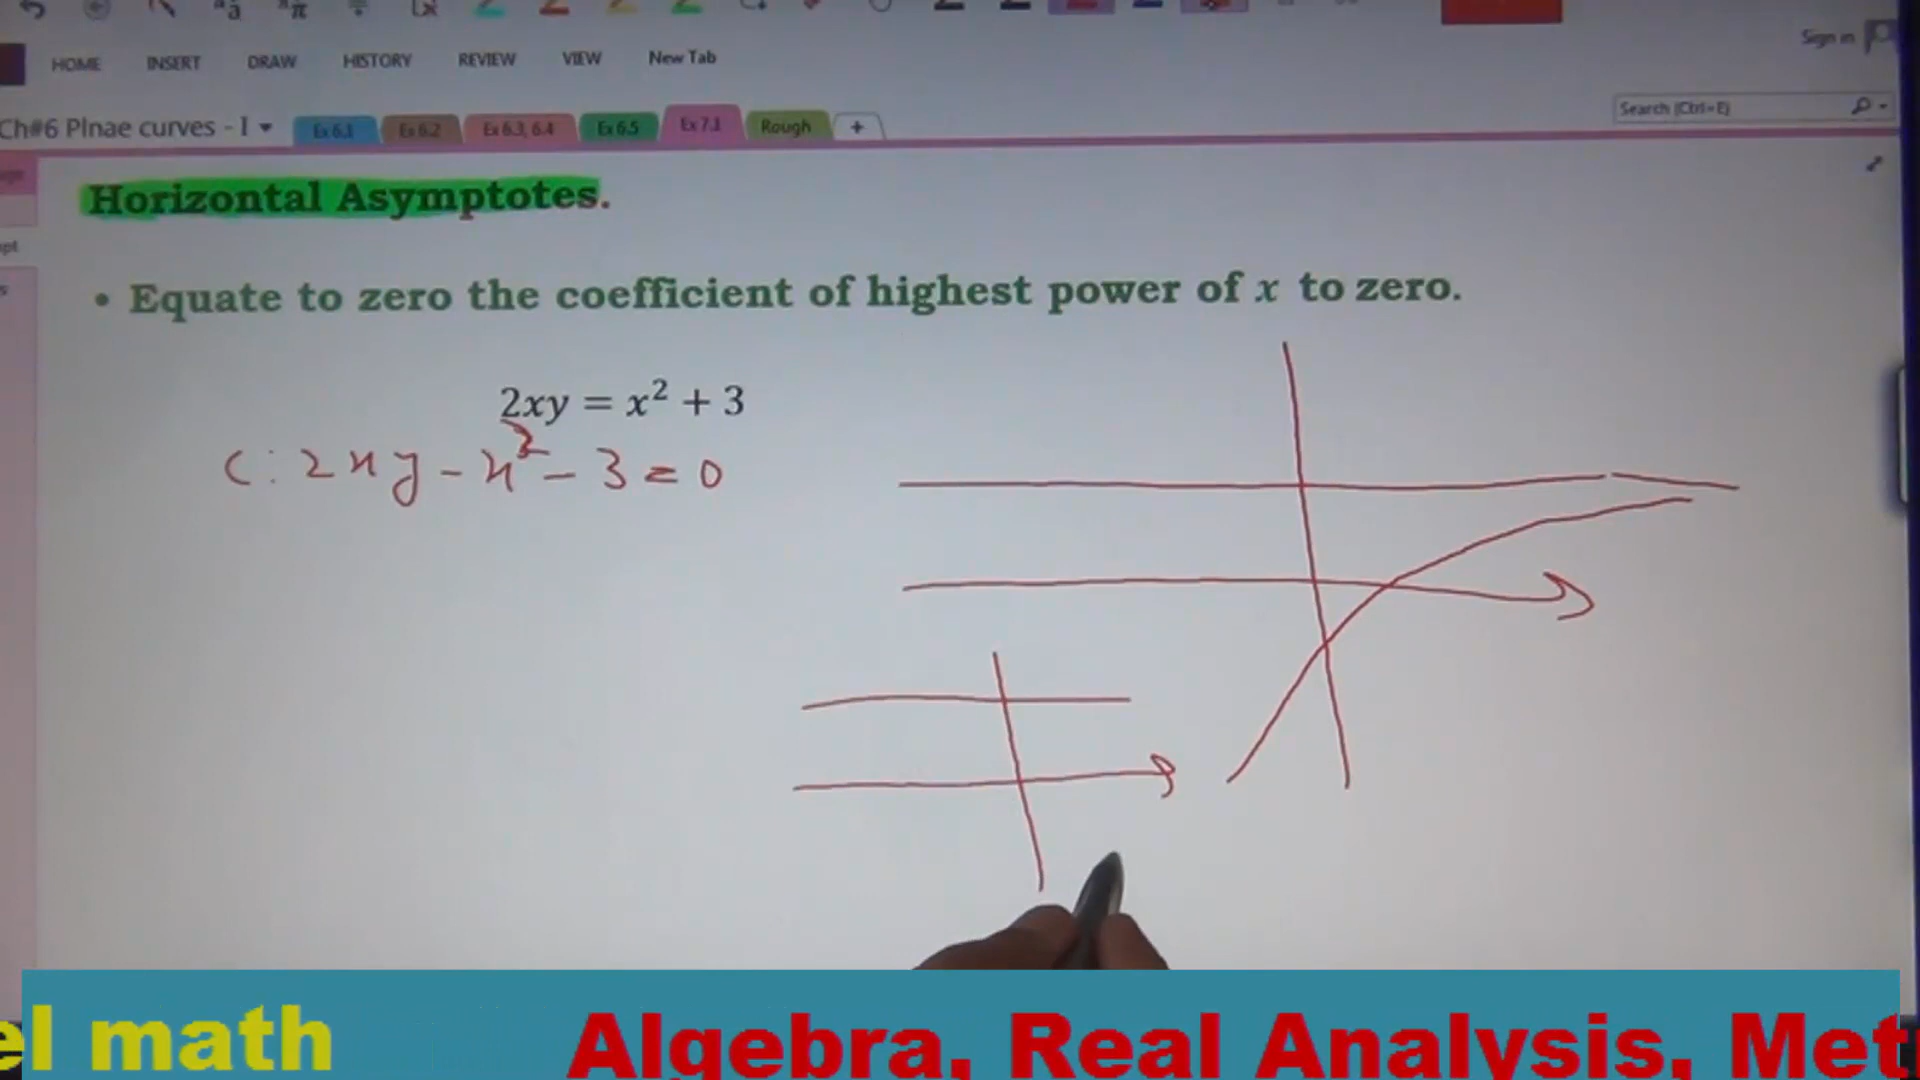 HOME INSERT DRAW HISTORY REVIEW VIEW New Tab
Sign in
Ch#6 Plnae curves - I Ex 6.1 Ex 6.2 Ex 6.3, 6.4 Ex 6.5 Ex 7.1 Rough +
Search (Ctrl+E)
Horizontal Asymptotes.
• Equate to zero the coefficient of highest power of x to zero.
2xy = x² + 3
C: 2xy - x² - 3 = 0
el math Algebra, Real Analysis, Met